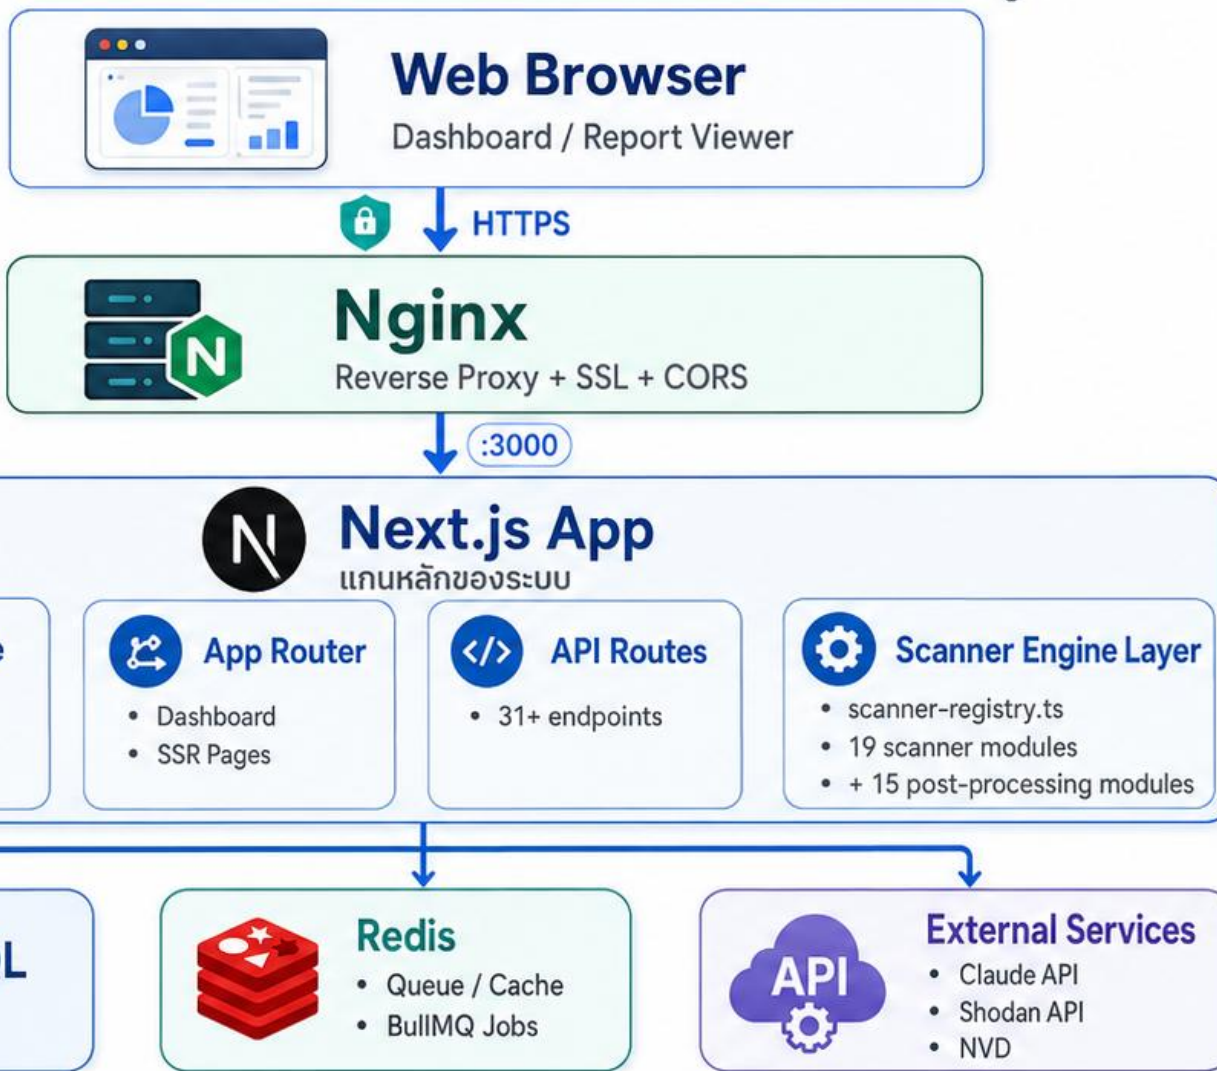 Web Browser
Dashboard / Report Viewer
HTTPS
Nginx
Reverse Proxy + SSL + CORS
:3000
Next.js App
แกนหลักของระบบ
App Router
• Dashboard
• SSR Pages
API Routes
• 31+ endpoints
Scanner Engine Layer
• scanner-registry.ts
• 19 scanner modules
• + 15 post-processing modules
Redis
• Queue / Cache
• BullMQ Jobs
API
External Services
• Claude API
• Shodan API
• NVD